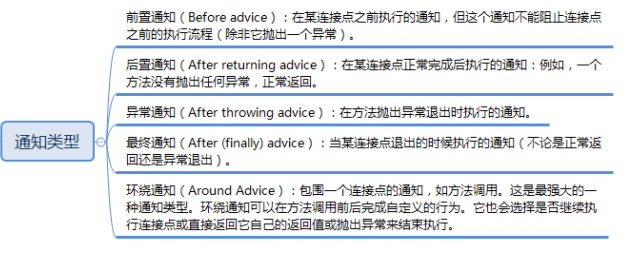 通知类型
前置通知（Before advice）：在某连接点之前执行的通知，但这个通知不能阻止连接点
之前的执行流程（除非它抛出一个异常）。
后置通知（After returning advice）：在某连接点正常完成后执行的通知：例如，一个
方法没有抛出任何异常，正常返回。
异常通知（After throwing advice）：在方法抛出异常退出时执行的通知。
最终通知（After (finally) advice）：当某连接点退出的时候执行的通知（不论是正常返
回还是异常退出）。
环绕通知（Around Advice）：包围一个连接点的通知，如方法调用。这是最强大的一
种通知类型。环绕通知可以在方法调用前后完成自定义的行为。它也会选择是否继续执
行连接点或直接返回它自己的返回值或抛出异常来结束执行。